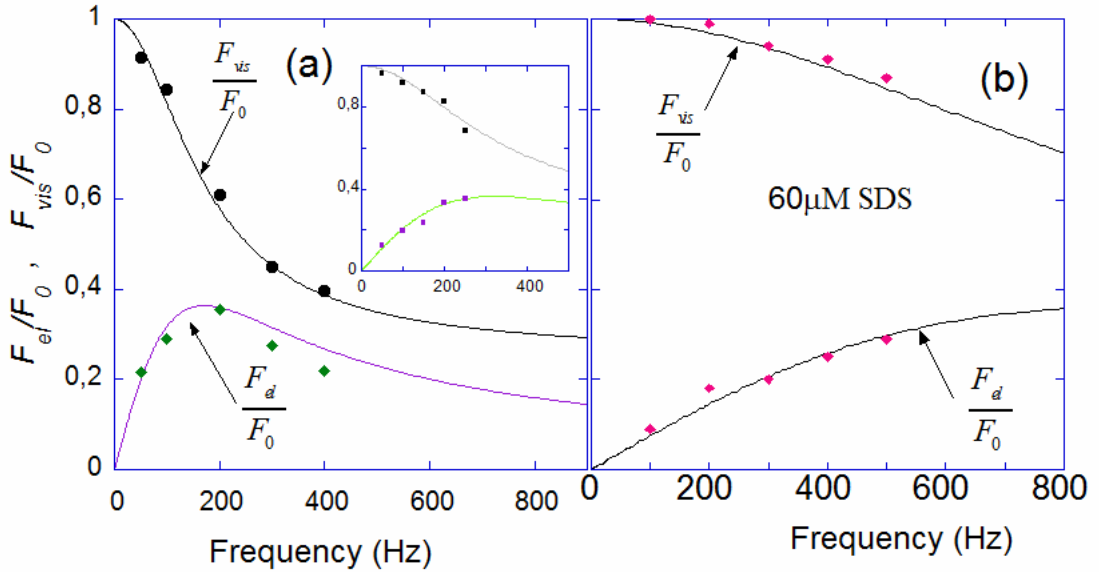 F_el/F_0 , F_vis/F_0
1
0,8
0,6
0,4
0,2
0
0 200 400 600 800
Frequency (Hz)
(a)
F_vis
F_0
F_el
F_0
0,8
0,4
0
0 200 400
(b)
F_vis
F_0
60μM SDS
F_el
F_0
0 200 400 600 800
Frequency (Hz)